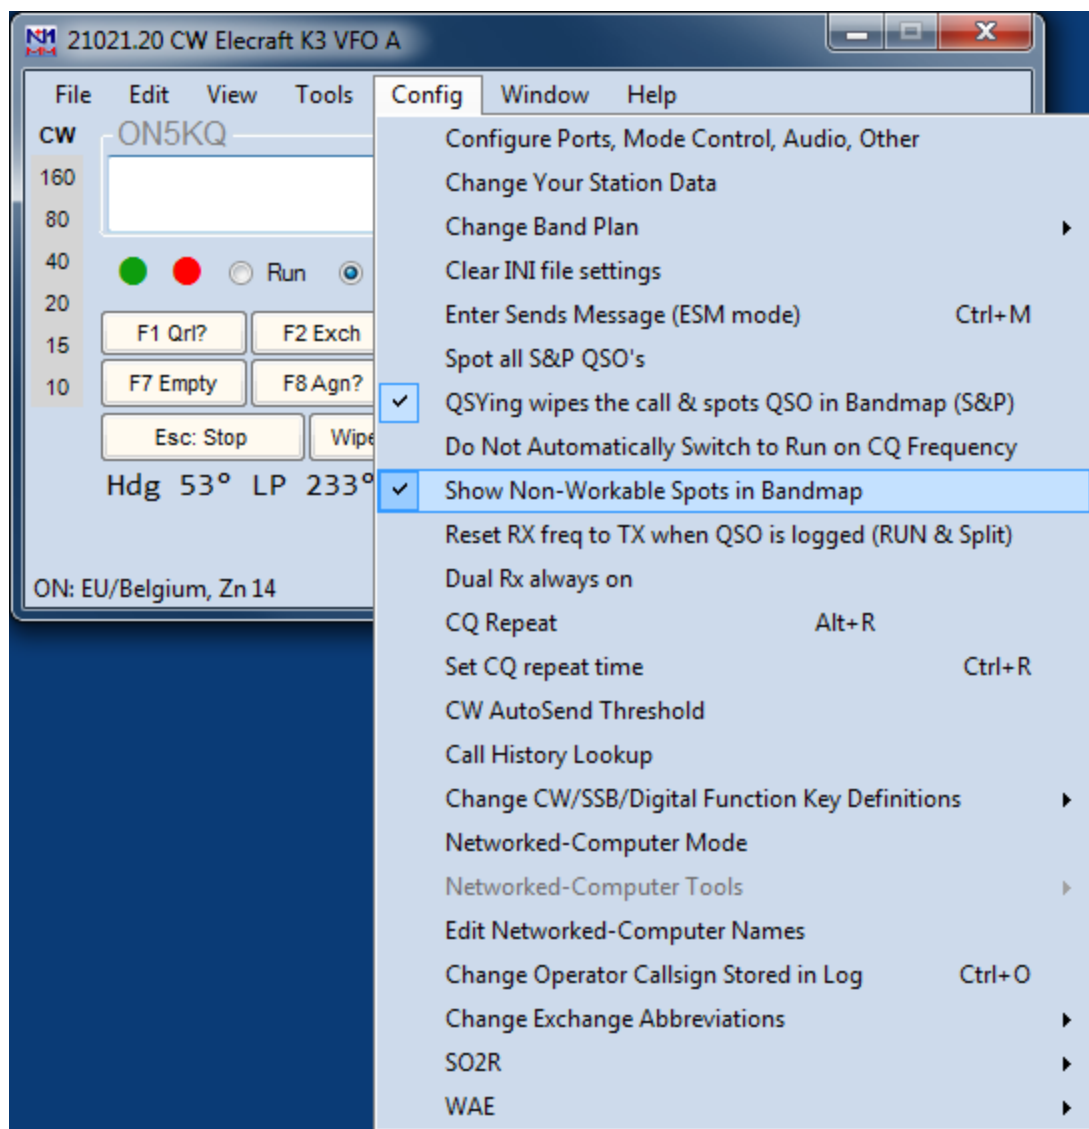 21021.20 CW Elecraft K3 VFO A
File Edit View Tools Config Window Help
CW
ON5KQ
160
80
40
20
15
10
Run
F1 Qrl? F2 Exch
F7 Empty F8 Agn?
Esc: Stop Wipe
Hdg 53° LP 233°
ON: EU/Belgium, Zn 14
Configure Ports, Mode Control, Audio, Other
Change Your Station Data
Change Band Plan
Clear INI file settings
Enter Sends Message (ESM mode) Ctrl+M
Spot all S&P QSO's
QSYing wipes the call & spots QSO in Bandmap (S&P)
Do Not Automatically Switch to Run on CQ Frequency
Show Non-Workable Spots in Bandmap
Reset RX freq to TX when QSO is logged (RUN & Split)
Dual Rx always on
CQ Repeat Alt+R
Set CQ repeat time Ctrl+R
CW AutoSend Threshold
Call History Lookup
Change CW/SSB/Digital Function Key Definitions
Networked-Computer Mode
Networked-Computer Tools
Edit Networked-Computer Names
Change Operator Callsign Stored in Log Ctrl+O
Change Exchange Abbreviations
SO2R
WAE